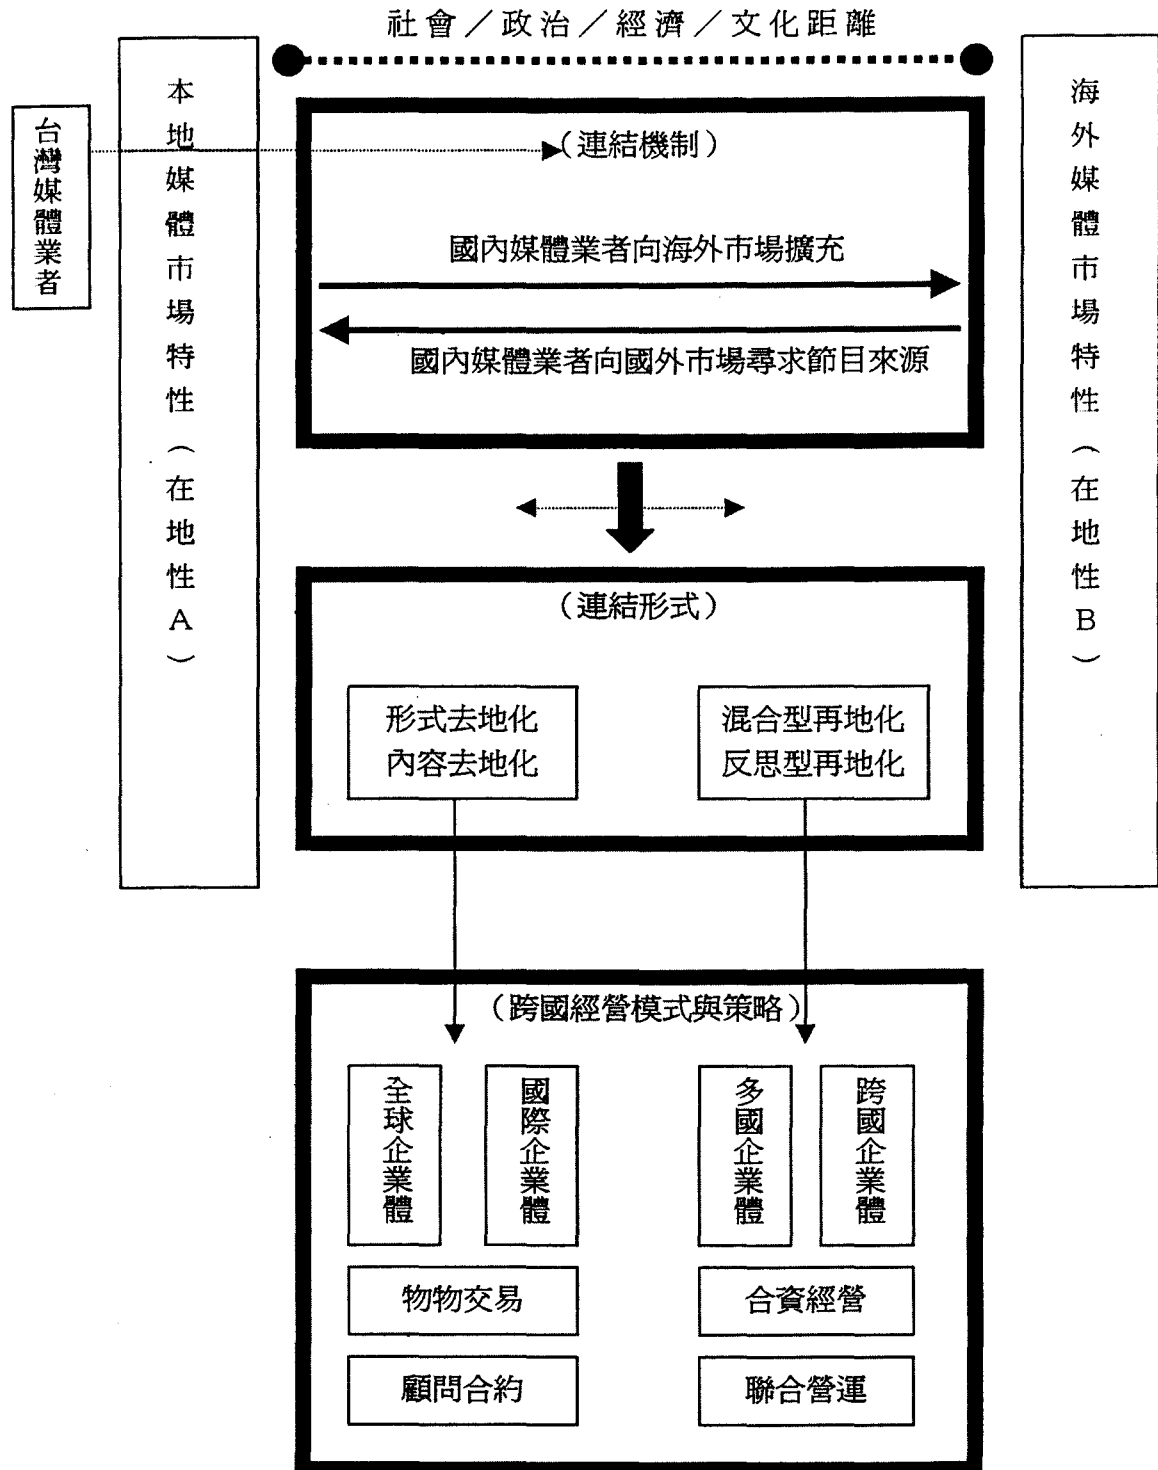 社會／政治／經濟／文化距離
台灣媒體業者
本地媒體市場特性（在地性A）
海外媒體市場特性（在地性B）
（連結機制）
國內媒體業者向海外市場擴充
國內媒體業者向國外市場尋求節目來源
（連結形式）
形式去地化
內容去地化
混合型再地化
反思型再地化
（跨國經營模式與策略）
全球企業體
國際企業體
多國企業體
跨國企業體
物物交易
合資經營
顧問合約
聯合營運